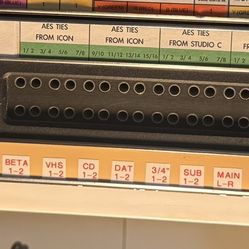 AES TIES AES TIES AES TIES
FROM ICON FROM ICON FROM STUDIO C
1/2 3/4 5/6 7/8 9/10 11/12 13/14 15/16 1/2 3/4 5/6 7/8 1/2
BETA VHS CD DAT 3/4" SUB MAIN
1-2 1-2 1-2 1-2 1-2 1-2 L-R